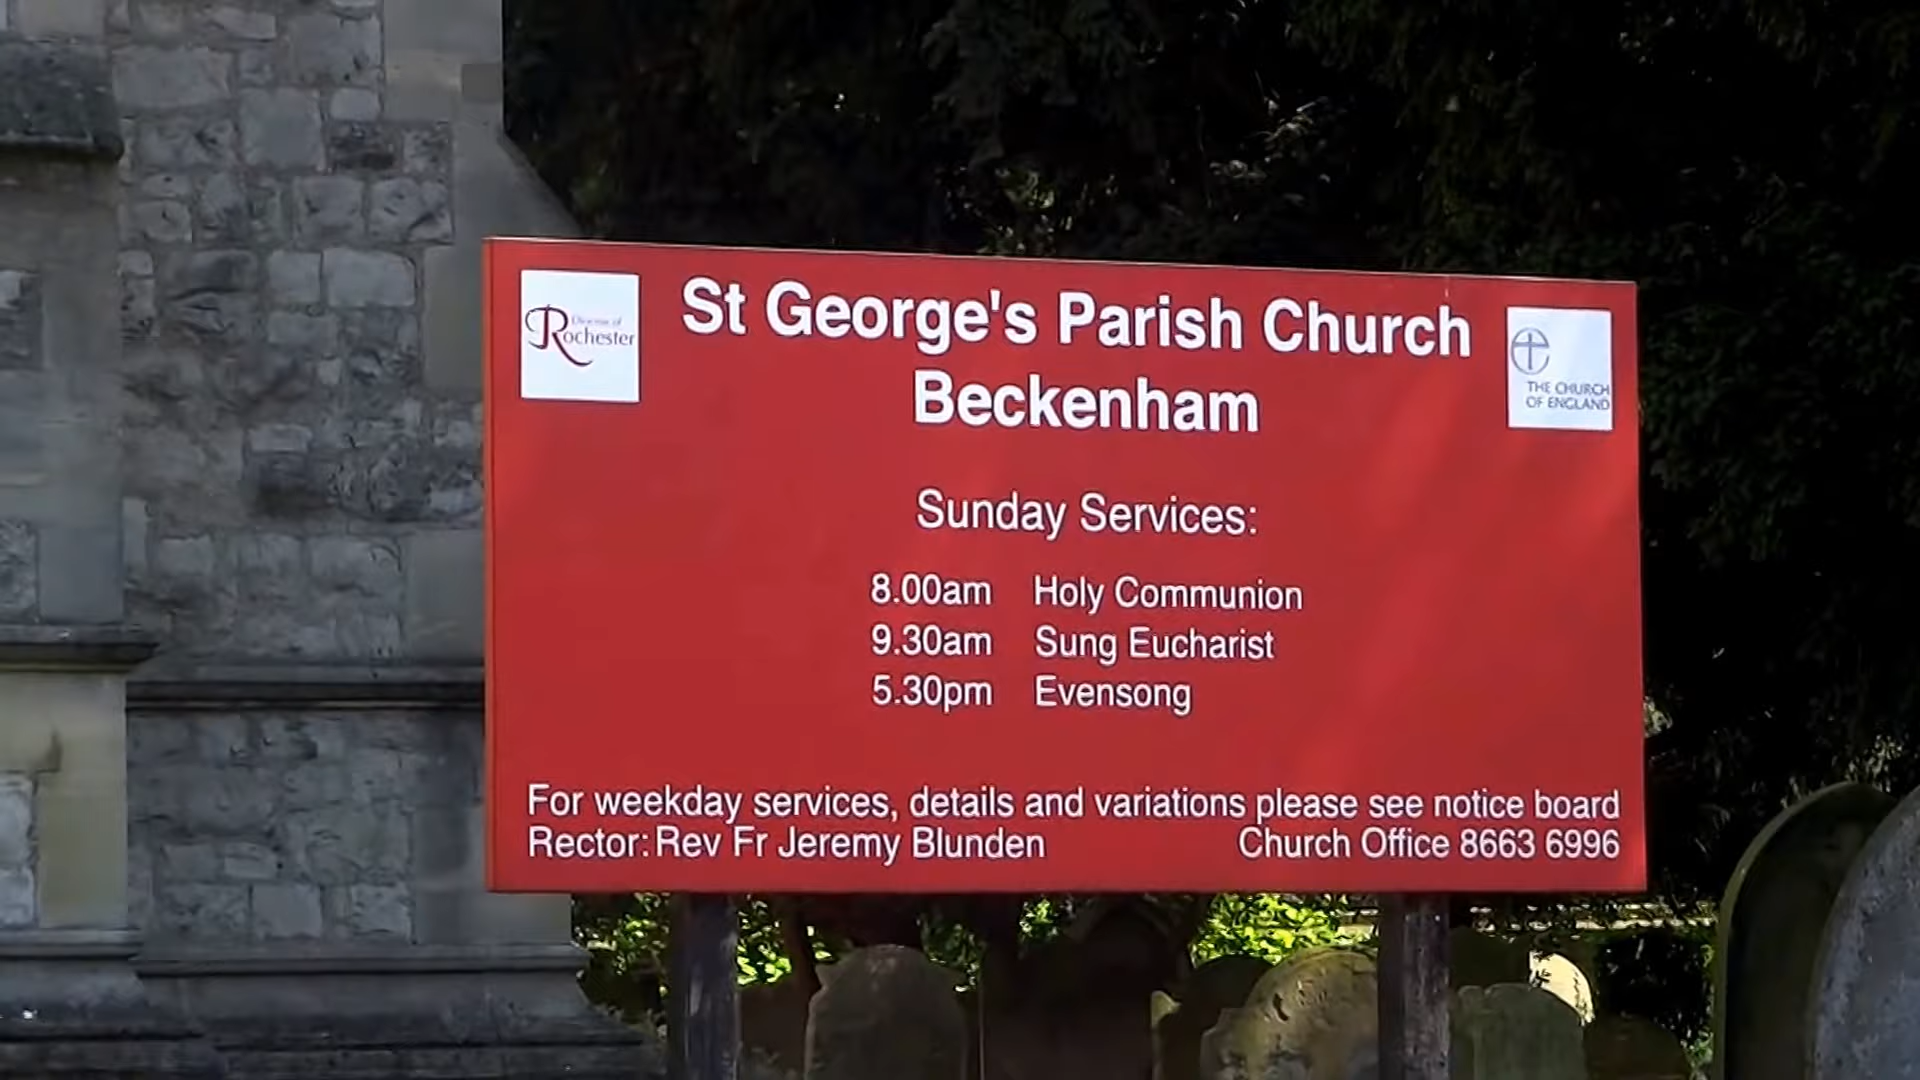 Diocese of
Rochester
St George's Parish Church
Beckenham
THE CHURCH
OF ENGLAND
Sunday Services:
8.00am Holy Communion
9.30am Sung Eucharist
5.30pm Evensong
For weekday services, details and variations please see notice board
Rector: Rev Fr Jeremy Blunden Church Office 8663 6996